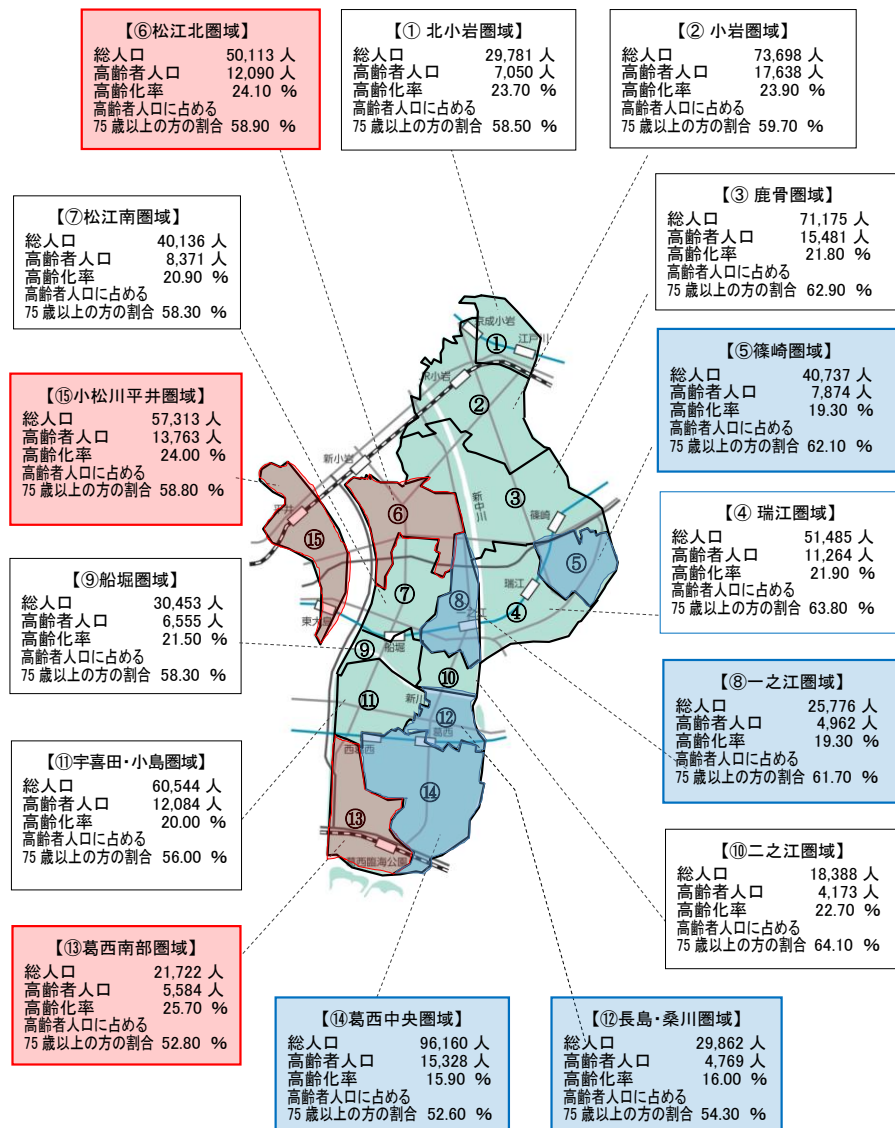 【⑥松江北圏域】
総人口 50,113 人
高齢者人口 12,090 人
高齢化率 24.10 %
高齢者人口に占める
75 歳以上の方の割合 58.90 %
【① 北小岩圏域】
総人口 29,781 人
高齢者人口 7,050 人
高齢化率 23.70 %
高齢者人口に占める
75 歳以上の方の割合 58.50 %
【② 小岩圏域】
総人口 73,698 人
高齢者人口 17,638 人
高齢化率 23.90 %
高齢者人口に占める
75 歳以上の方の割合 59.70 %
【⑦松江南圏域】
総人口 40,136 人
高齢者人口 8,371 人
高齢化率 20.90 %
高齢者人口に占める
75 歳以上の方の割合 58.30 %
【③ 鹿骨圏域】
総人口 71,175 人
高齢者人口 15,481 人
高齢化率 21.80 %
高齢者人口に占める
75 歳以上の方の割合 62.90 %
【⑮小松川平井圏域】
総人口 57,313 人
高齢者人口 13,763 人
高齢化率 24.00 %
高齢者人口に占める
75 歳以上の方の割合 58.80 %
【⑤篠崎圏域】
総人口 40,737 人
高齢者人口 7,874 人
高齢化率 19.30 %
高齢者人口に占める
75 歳以上の方の割合 62.10 %
【④ 瑞江圏域】
総人口 51,485 人
高齢者人口 11,264 人
高齢化率 21.90 %
高齢者人口に占める
75 歳以上の方の割合 63.80 %
【⑨船堀圏域】
総人口 30,453 人
高齢者人口 6,555 人
高齢化率 21.50 %
高齢者人口に占める
75 歳以上の方の割合 58.30 %
【⑧一之江圏域】
総人口 25,776 人
高齢者人口 4,962 人
高齢化率 19.30 %
高齢者人口に占める
75 歳以上の方の割合 61.70 %
【⑪宇喜田・小島圏域】
総人口 60,544 人
高齢者人口 12,084 人
高齢化率 20.00 %
高齢者人口に占める
75 歳以上の方の割合 56.00 %
【⑩二之江圏域】
総人口 18,388 人
高齢者人口 4,173 人
高齢化率 22.70 %
高齢者人口に占める
75 歳以上の方の割合 64.10 %
【⑬葛西南部圏域】
総人口 21,722 人
高齢者人口 5,584 人
高齢化率 25.70 %
高齢者人口に占める
75 歳以上の方の割合 52.80 %
【⑭葛西中央圏域】
総人口 96,160 人
高齢者人口 15,328 人
高齢化率 15.90 %
高齢者人口に占める
75 歳以上の方の割合 52.60 %
【⑫長島・桑川圏域】
総人口 29,862 人
高齢者人口 4,769 人
高齢化率 16.00 %
高齢者人口に占める
75 歳以上の方の割合 54.30 %
京成小岩
①
江戸川
小岩
②
新小岩
新中川
③
篠崎
平井
⑥
⑮
⑤
瑞江
⑦
⑧
④
東大島
一之江
船堀
⑨
⑩
⑪
新川
⑫
葛西
西葛西
⑭
⑬
葛西臨海公園